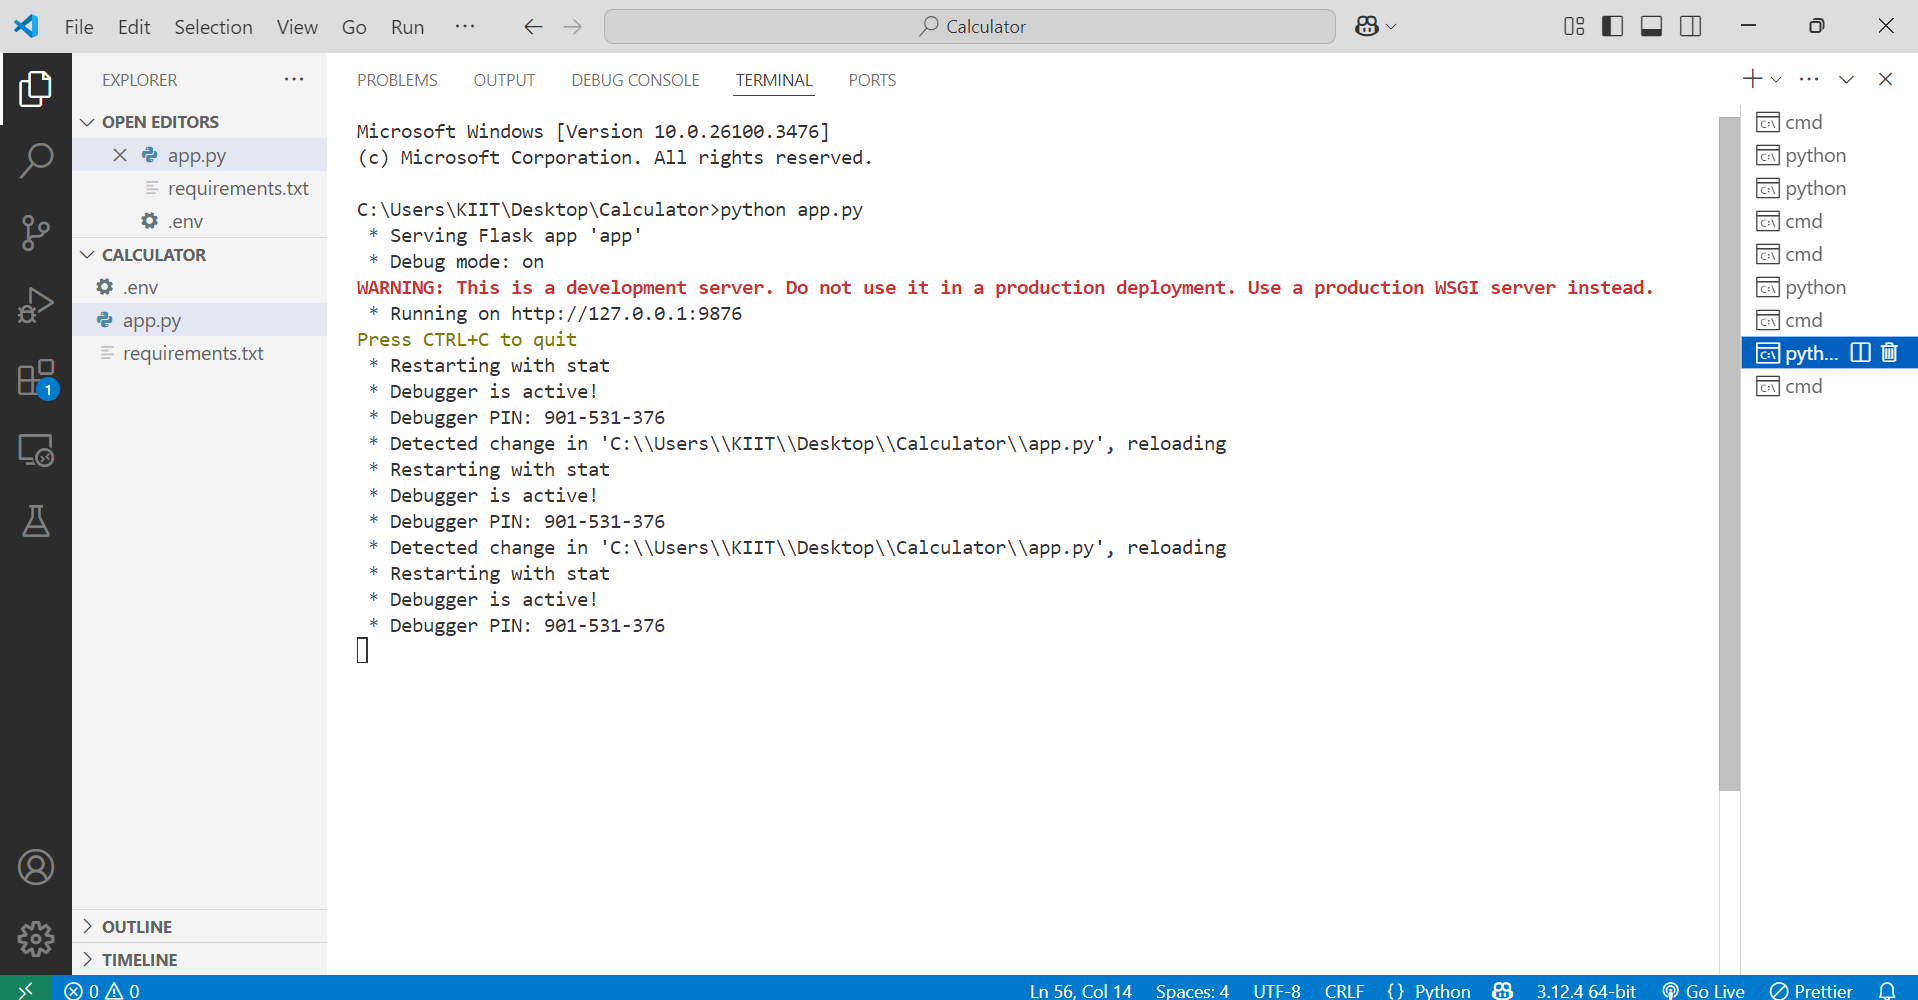 File Edit Selection View Go Run ··· Calculator
EXPLORER ···
OPEN EDITORS
app.py
requirements.txt
.env
CALCULATOR
.env
app.py
requirements.txt
1
OUTLINE
TIMELINE
PROBLEMS OUTPUT DEBUG CONSOLE TERMINAL PORTS
Microsoft Windows [Version 10.0.26100.3476]
(c) Microsoft Corporation. All rights reserved.
C:\Users\KIIT\Desktop\Calculator>python app.py
* Serving Flask app 'app'
* Debug mode: on
WARNING: This is a development server. Do not use it in a production deployment. Use a production WSGI server instead.
* Running on http://127.0.0.1:9876
Press CTRL+C to quit
* Restarting with stat
* Debugger is active!
* Debugger PIN: 901-531-376
* Detected change in 'C:\\Users\\KIIT\\Desktop\\Calculator\\app.py', reloading
* Restarting with stat
* Debugger is active!
* Debugger PIN: 901-531-376
* Detected change in 'C:\\Users\\KIIT\\Desktop\\Calculator\\app.py', reloading
* Restarting with stat
* Debugger is active!
* Debugger PIN: 901-531-376
cmd
python
python
cmd
cmd
python
cmd
pyth...
cmd
0 0 Ln 56, Col 14 Spaces: 4 UTF-8 CRLF {} Python 3.12.4 64-bit Go Live Prettier